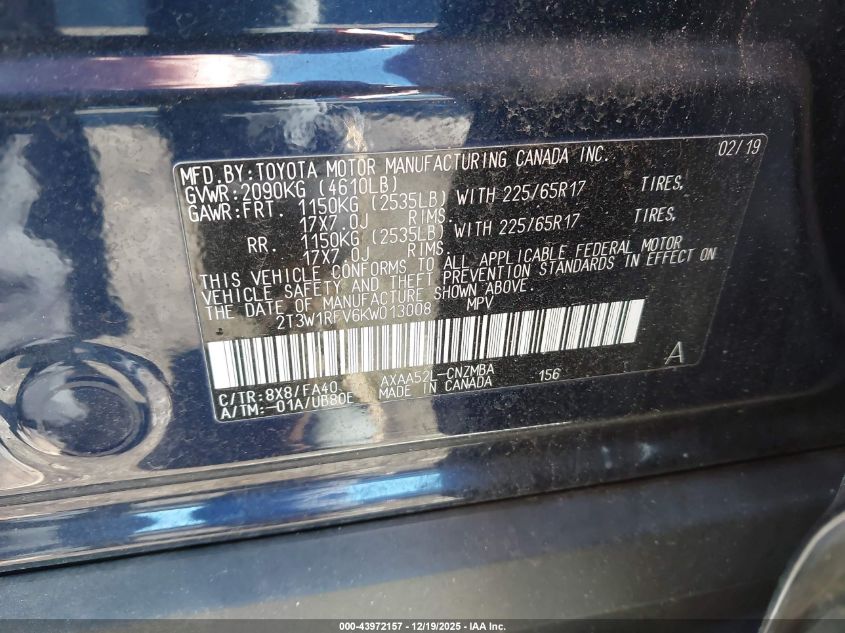 MFD.BY:TOYOTA MOTOR MANUFACTURING CANADA INC. 02/19
GVWR:2090KG (4610LB)
GAWR:FRT. 1150KG (2535LB) WITH 225/65R17 TIRES,
17X7.0J RIMS.
RR. 1150KG (2535LB) WITH 225/65R17 TIRES,
17X7.0J RIMS.
THIS VEHICLE CONFORMS TO ALL APPLICABLE FEDERAL MOTOR
VEHICLE SAFETY AND THEFT PREVENTION STANDARDS IN EFFECT ON
THE DATE OF MANUFACTURE SHOWN ABOVE.
2T3W1RFV6KW013008 MPV
C/TR:8X8/FA40 AXAA52L-CNZMBA 156 A
A/TM:-01A/UB80E MADE IN CANADA
000-43972157 - 12/19/2025 - IAA Inc.